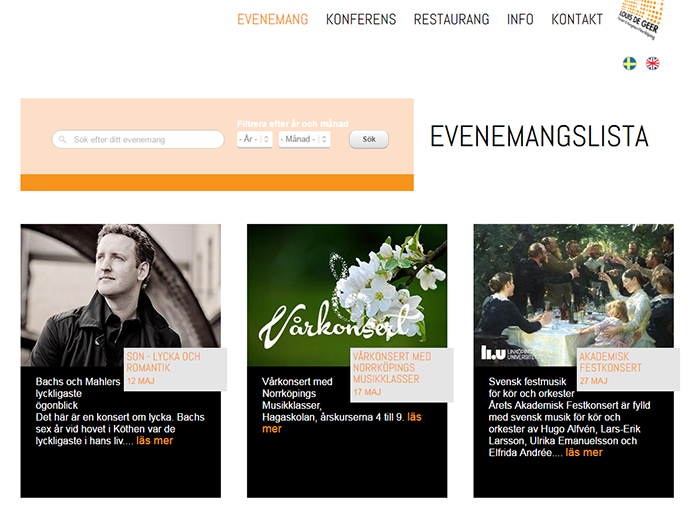 EVENEMANG KONFERENS RESTAURANG INFO KONTAKT
LOUIS DE GEER
Filtrera efter år och månad
Sök efter ditt evenemang
- År -
- Månad -
Sök
EVENEMANGSLISTA
SON - LYCKA OCH
ROMANTIK
12 MAJ
Bachs och Mahlers
lyckligaste
ögonblick
Det här är en konsert om lycka. Bachs
sex år vid hovet i Köthen var de
lyckligaste i hans liv.... läs mer
Vårkonsert
VÅRKONSERT MED
NORRKÖPINGS
MUSIKKLASSER
17 MAJ
Vårkonsert med
Norrköpings
Musikklasser,
Hagaskolan, årskurserna 4 till 9. läs
mer
LINKÖPINGS
UNIVERSITET
AKADEMISK
FESTKONSERT
27 MAJ
Svensk festmusik
för kör och orkester
Årets Akademisk Festkonsert är fylld
med svensk musik för kör och
orkester av Hugo Alfvén, Lars-Erik
Larsson, Ulrika Emanuelsson och
Elfrida Andrée.... läs mer